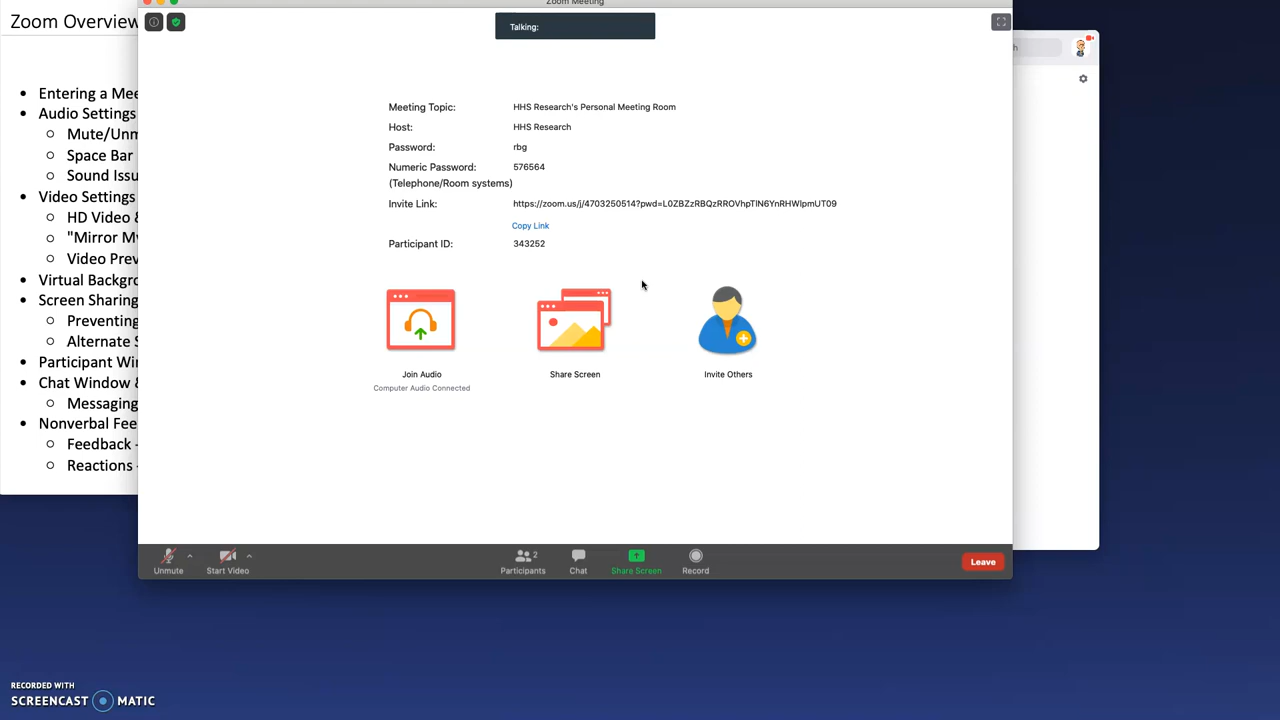 Zoom Meeting
Zoom Overview
Talking:
Entering a Mee
Audio Settings
Mute/Unm
Space Bar
Sound Issu
Video Settings
HD Video &
"Mirror My
Video Prev
Virtual Backgro
Screen Sharing
Preventing
Alternate S
Participant Win
Chat Window &
Messaging
Nonverbal Fee
Feedback -
Reactions -
h
Meeting Topic: HHS Research's Personal Meeting Room
Host: HHS Research
Password: rbg
Numeric Password: 576564
(Telephone/Room systems)
Invite Link: https://zoom.us/j/4703250514?pwd=L0ZBZzRBQzRROVhpTlN6YnRHWlpmUT09
Copy Link
Participant ID: 343252
Join Audio
Computer Audio Connected
Share Screen
Invite Others
Unmute
Start Video
2
Participants
Chat
Share Screen
Record
Leave
RECORDED WITH
SCREENCAST MATIC